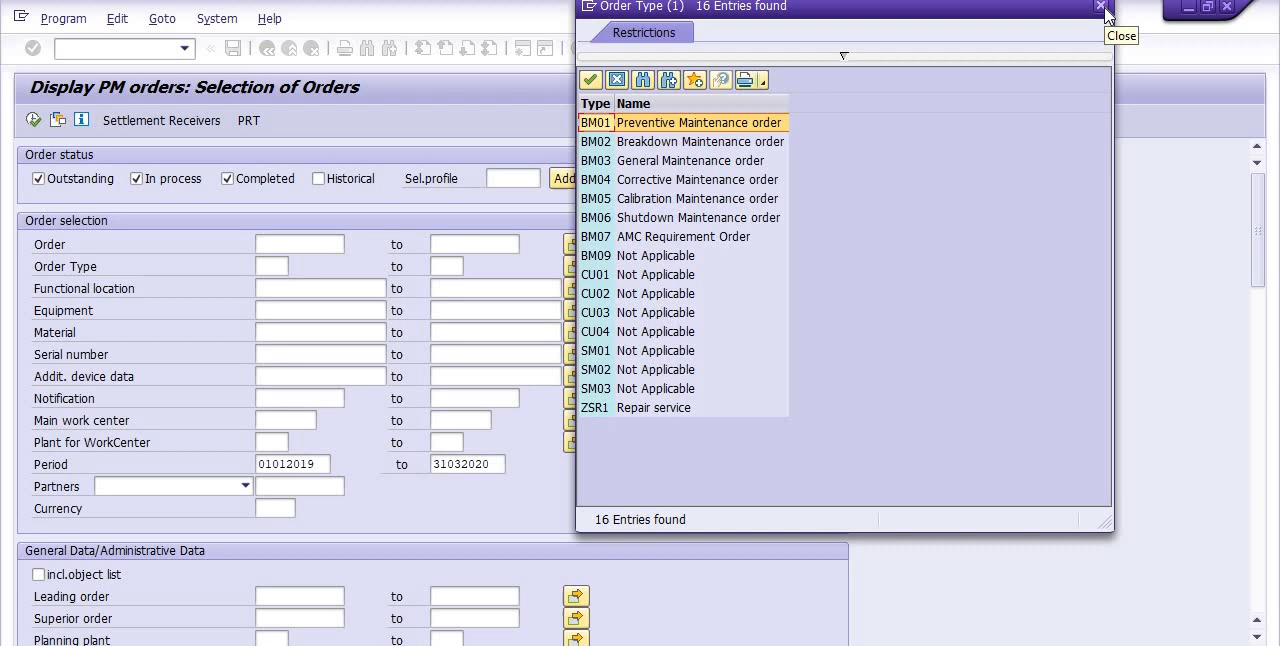 Program Edit Goto System Help
Order Type (1) 16 Entries found
Close
Restrictions
Display PM orders: Selection of Orders
Settlement Receivers PRT
Order status
Outstanding In process Completed Historical Sel.profile Add
Order selection
Order to
Order Type to
Functional location to
Equipment to
Material to
Serial number to
Addit. device data to
Notification to
Main work center to
Plant for WorkCenter to
Period 01012019 to 31032020
Partners
Currency
General Data/Administrative Data
incl.object list
Leading order to
Superior order to
Planning plant to
Type Name
BM01 Preventive Maintenance order
BM02 Breakdown Maintenance order
BM03 General Maintenance order
BM04 Corrective Maintenance order
BM05 Calibration Maintenance order
BM06 Shutdown Maintenance order
BM07 AMC Requirement Order
BM09 Not Applicable
CU01 Not Applicable
CU02 Not Applicable
CU03 Not Applicable
CU04 Not Applicable
SM01 Not Applicable
SM02 Not Applicable
SM03 Not Applicable
ZSR1 Repair service
16 Entries found